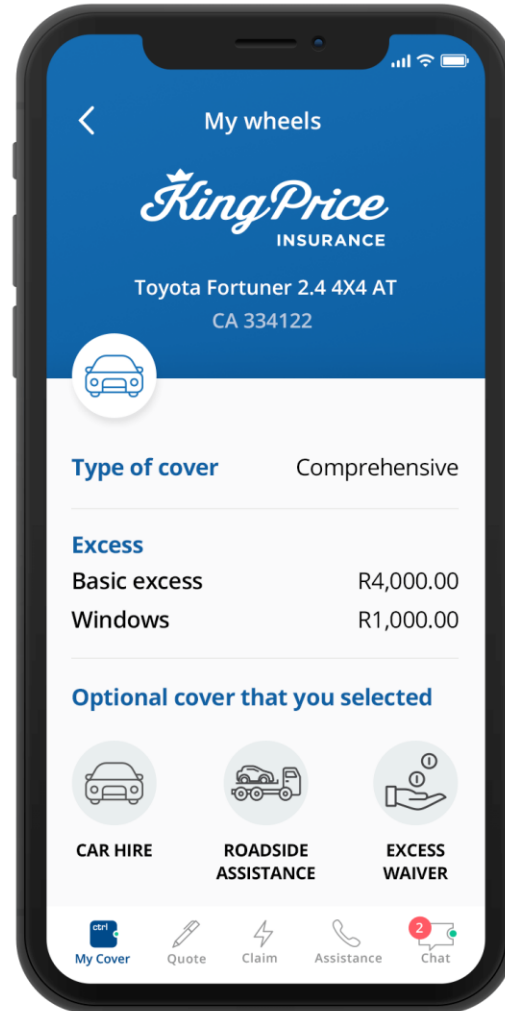 My wheels
King Price
INSURANCE
Toyota Fortuner 2.4 4X4 AT
CA 334122
Type of cover Comprehensive
Excess
Basic excess R4,000.00
Windows R1,000.00
Optional cover that you selected
CAR HIRE
ROADSIDE
ASSISTANCE
EXCESS
WAIVER
ctrl
My Cover
Quote
Claim
Assistance
2
Chat